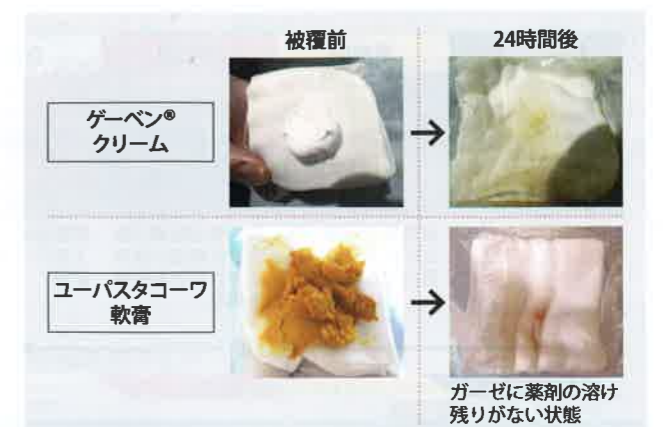 被覆前
24時間後
ゲーベン®
クリーム
ユーパスタコーワ
軟膏
ガーゼに薬剤の溶け
残りがない状態